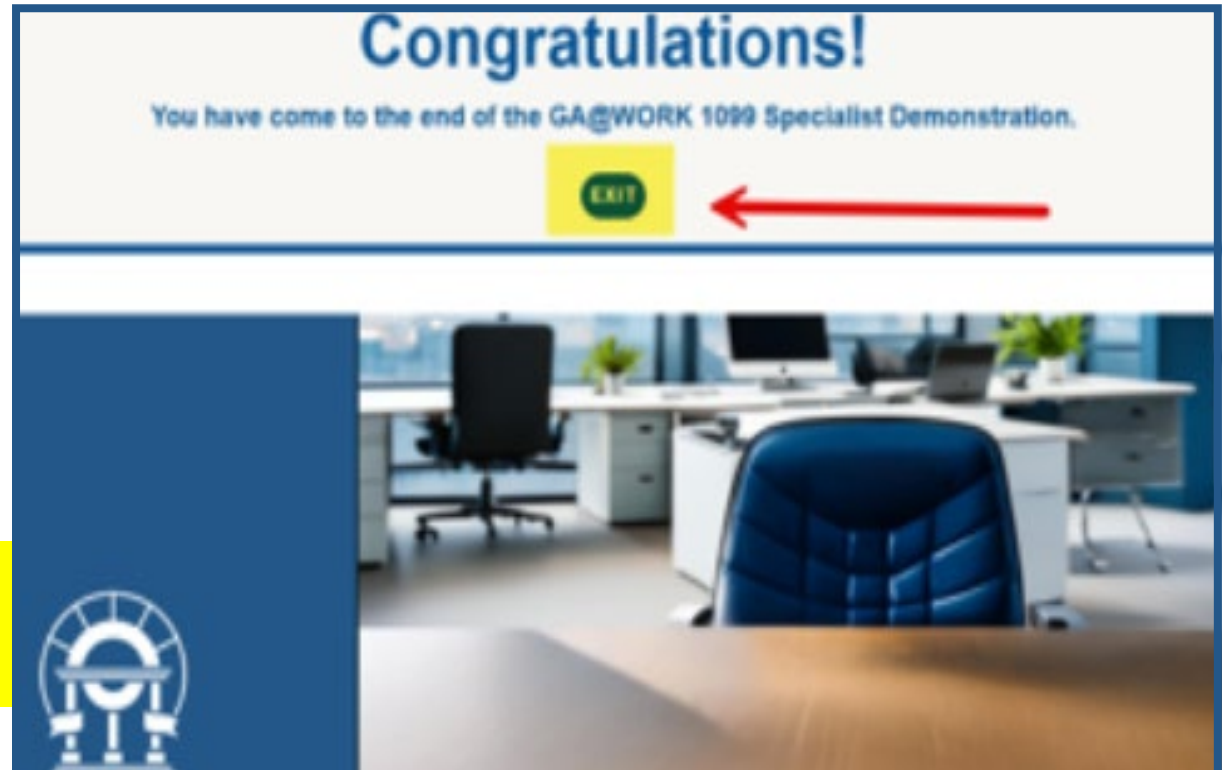 Congratulations!
You have come to the end of the GA@WORK 1099 Specialist Demonstration.
EXIT